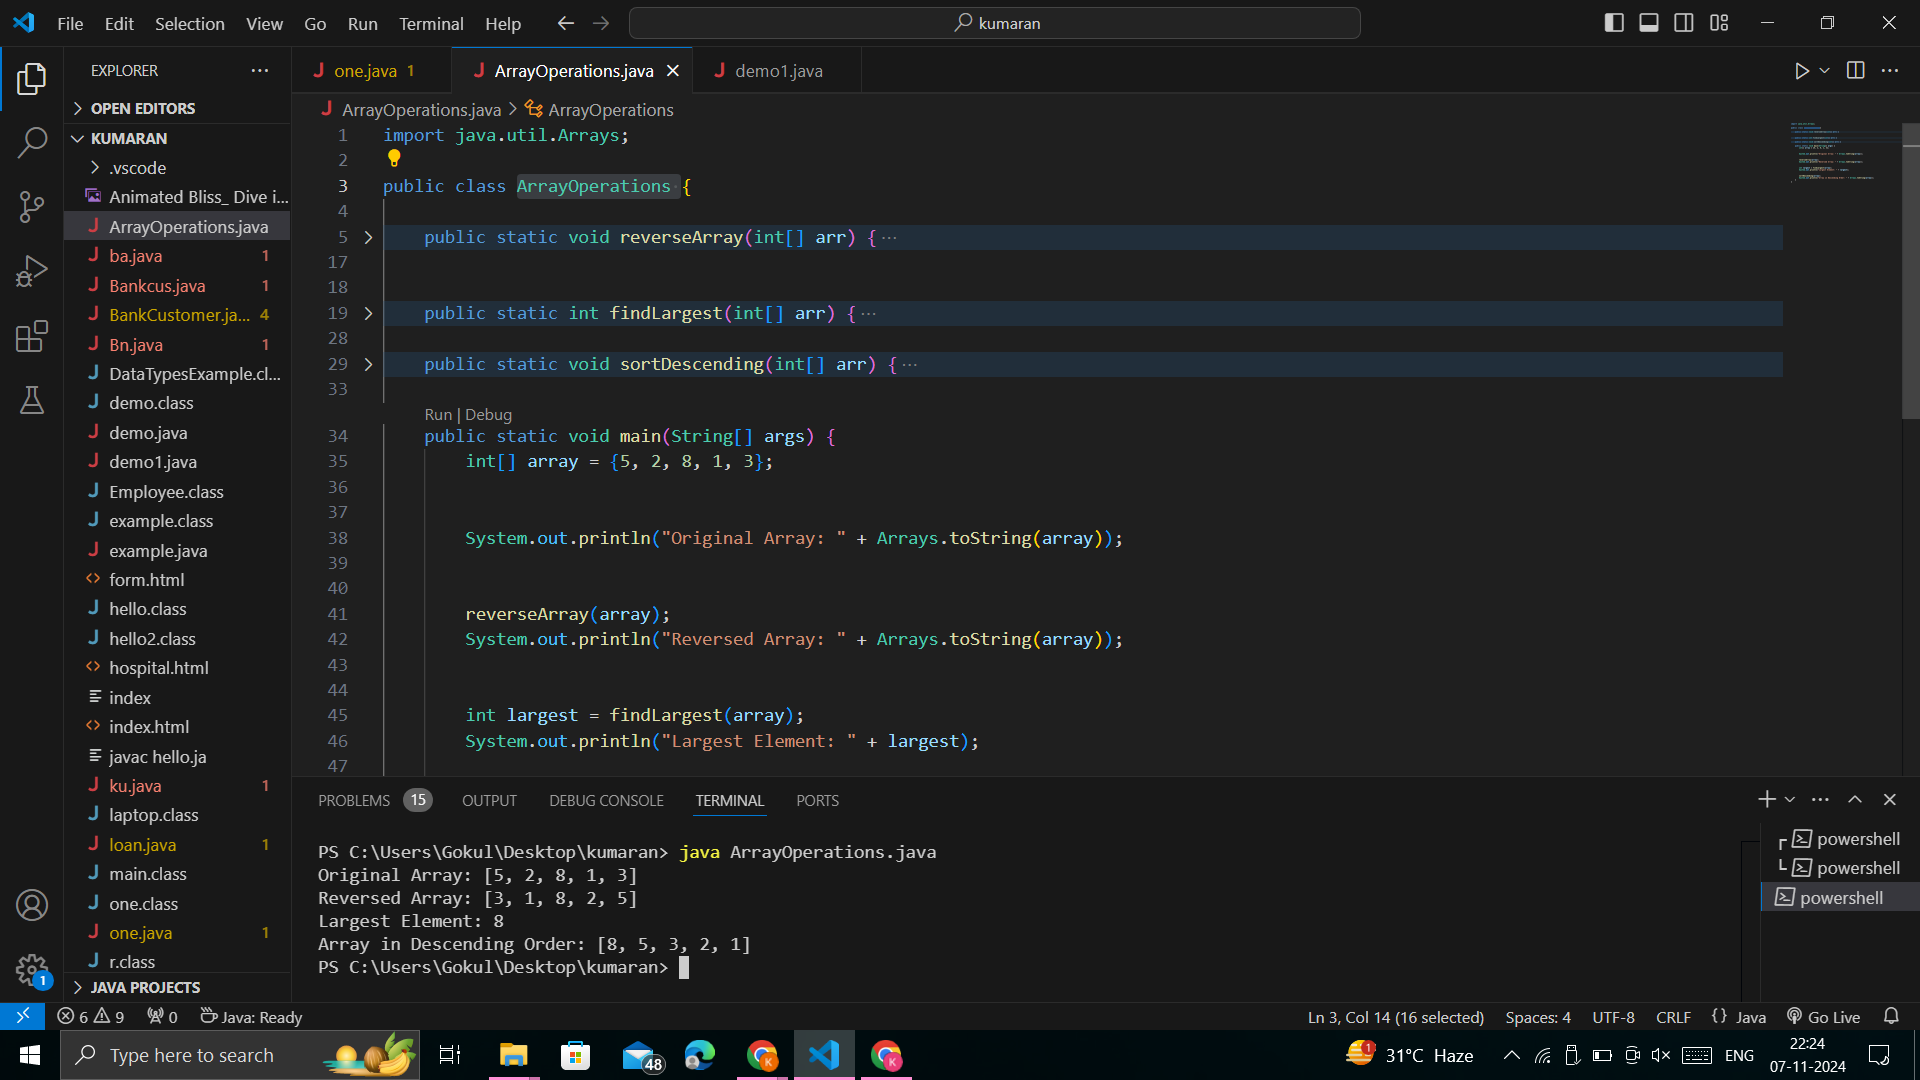 File Edit Selection View Go Run Terminal Help
kumaran
EXPLORER
OPEN EDITORS
KUMARAN
.vscode
Animated Bliss_ Dive i...
ArrayOperations.java
ba.java 1
Bankcus.java 1
BankCustomer.ja... 4
Bn.java 1
DataTypesExample.cl...
demo.class
demo.java
demo1.java
Employee.class
example.class
example.java
form.html
hello.class
hello2.class
hospital.html
index
index.html
javac hello.ja
ku.java 1
laptop.class
loan.java 1
main.class
one.class
one.java 1
r.class
JAVA PROJECTS
one.java 1 ArrayOperations.java demo1.java
ArrayOperations.java > ArrayOperations
1 import java.util.Arrays;
2
3 public class ArrayOperations {
4
5 public static void reverseArray(int[] arr) { ...
17
18
19 public static int findLargest(int[] arr) { ...
28
29 public static void sortDescending(int[] arr) { ...
33
Run | Debug
34 public static void main(String[] args) {
35 int[] array = {5, 2, 8, 1, 3};
36
37
38 System.out.println("Original Array: " + Arrays.toString(array));
39
40
41 reverseArray(array);
42 System.out.println("Reversed Array: " + Arrays.toString(array));
43
44
45 int largest = findLargest(array);
46 System.out.println("Largest Element: " + largest);
47
PROBLEMS 15 OUTPUT DEBUG CONSOLE TERMINAL PORTS
PS C:\Users\Gokul\Desktop\kumaran> java ArrayOperations.java
Original Array: [5, 2, 8, 1, 3]
Reversed Array: [3, 1, 8, 2, 5]
Largest Element: 8
Array in Descending Order: [8, 5, 3, 2, 1]
PS C:\Users\Gokul\Desktop\kumaran>
powershell
powershell
powershell
1
6 9 0 Java: Ready Ln 3, Col 14 (16 selected) Spaces: 4 UTF-8 CRLF {} Java Go Live
Type here to search 48 K K 1 31°C Haze ENG 22:24
07-11-2024